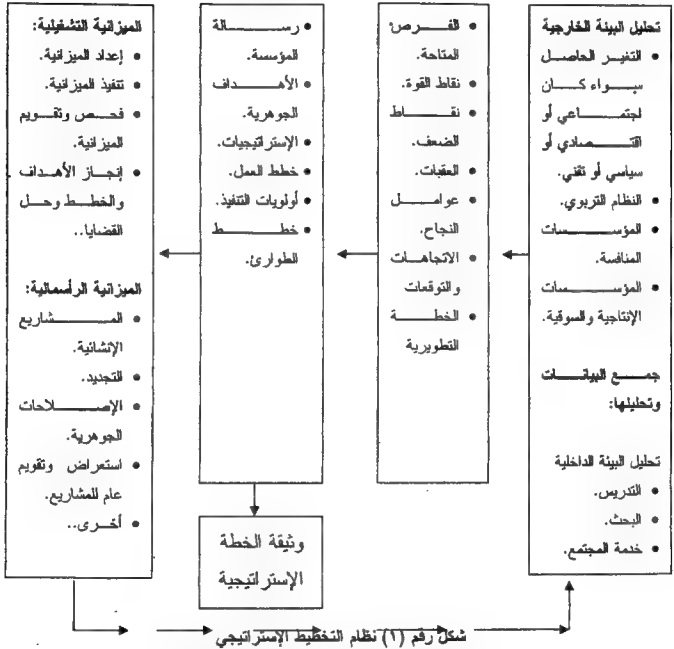 تحليل البيئة الخارجية
• التغير الحاصل
سواء كان
اجتماعي أو
اقتصادي أو
سياسي أو تقني.
• النظام التربوي.
• المؤسسات
المنافسة.
• المؤسسات
الإنتاجية والسوقية.
جمع البيانات
وتحليلها:
تحليل البيئة الداخلية
• التدريس.
• البحث.
• خدمة المجتمع.
• الفرص
المتاحة.
• نقاط القوة.
• نقاط
الضعف.
• العقبات.
• عوامل
النجاح.
• الاتجاهات
والتوقعات
• الخطة
التطويرية
• رسالة
المؤسسة.
• الأهداف
الجوهرية.
• الإستراتيجيات.
• خطط العمل.
• أولويات التنفيذ.
• خطط
الطوارئ.
وثيقة الخطة
الإستراتيجية
الميزانية التشغيلية:
• إعداد الميزانية.
• تنفيذ الميزانية.
• فحص وتقويم
الميزانية.
• إنجاز الأهداف
والخطط وحل
القضايا..
الميزانية الرأسمالية:
• المشاريع
الإنشائية.
• التجديد.
• الإصلاحات
الجوهرية.
• استعراض وتقويم
عام للمشاريع.
• أخرى..
شكل رقم (١) نظام التخطيط الإستراتيجي